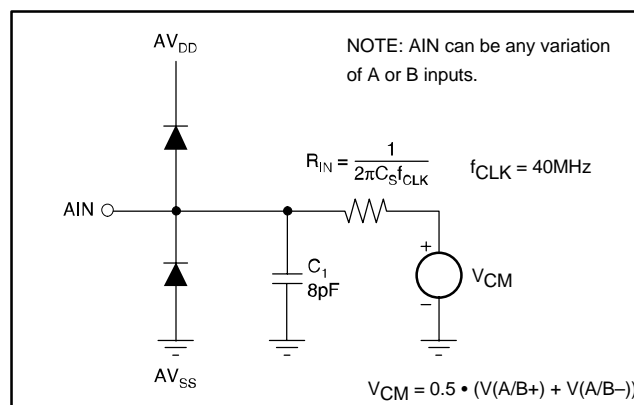 AVDD
NOTE: AIN can be any variation
of A or B inputs.
RIN = 1 / 2πCSfCLK
fCLK = 40MHz
AIN
C1
8pF
+
−
VCM
AVSS
VCM = 0.5 • (V(A/B+) + V(A/B−))